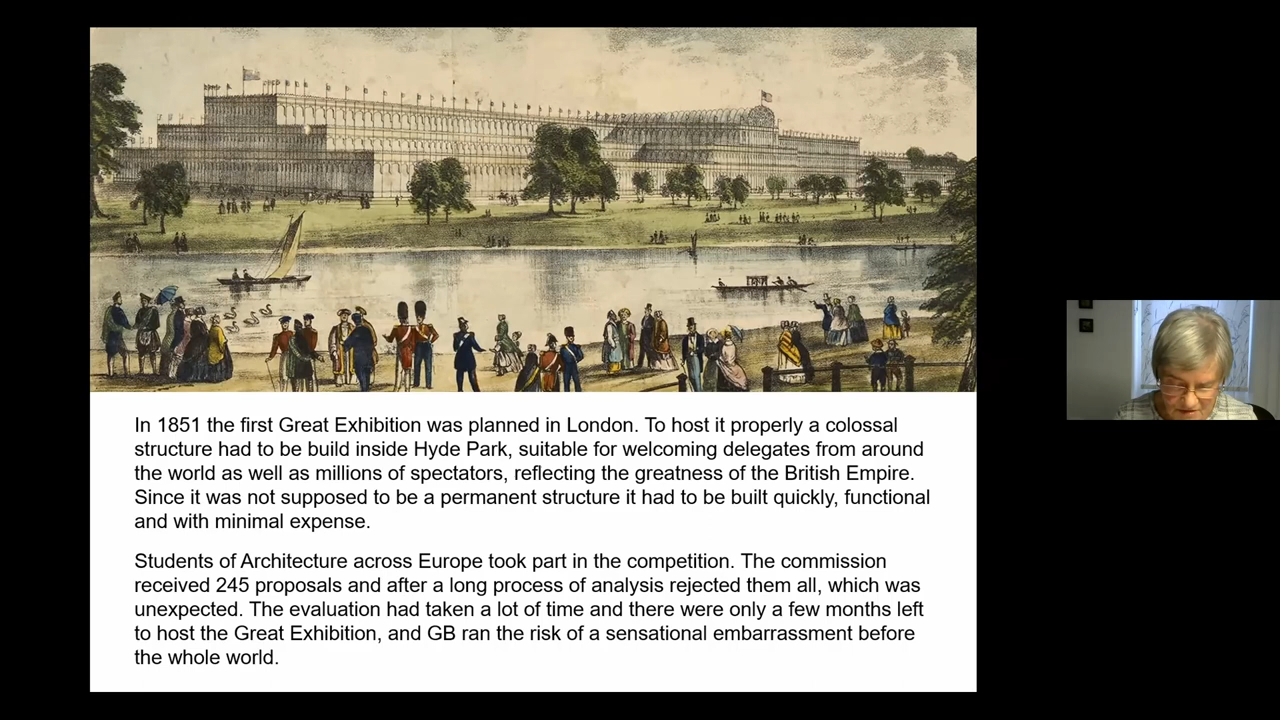 In 1851 the first Great Exhibition was planned in London. To host it properly a colossal
structure had to be build inside Hyde Park, suitable for welcoming delegates from around
the world as well as millions of spectators, reflecting the greatness of the British Empire.
Since it was not supposed to be a permanent structure it had to be built quickly, functional
and with minimal expense.
Students of Architecture across Europe took part in the competition. The commission
received 245 proposals and after a long process of analysis rejected them all, which was
unexpected. The evaluation had taken a lot of time and there were only a few months left
to host the Great Exhibition, and GB ran the risk of a sensational embarrassment before
the whole world.